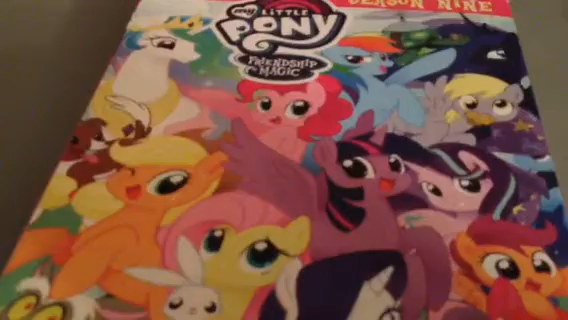 SEASON NINE
my LITTLE
PONY
FRIENDSHIP
IS MAGIC